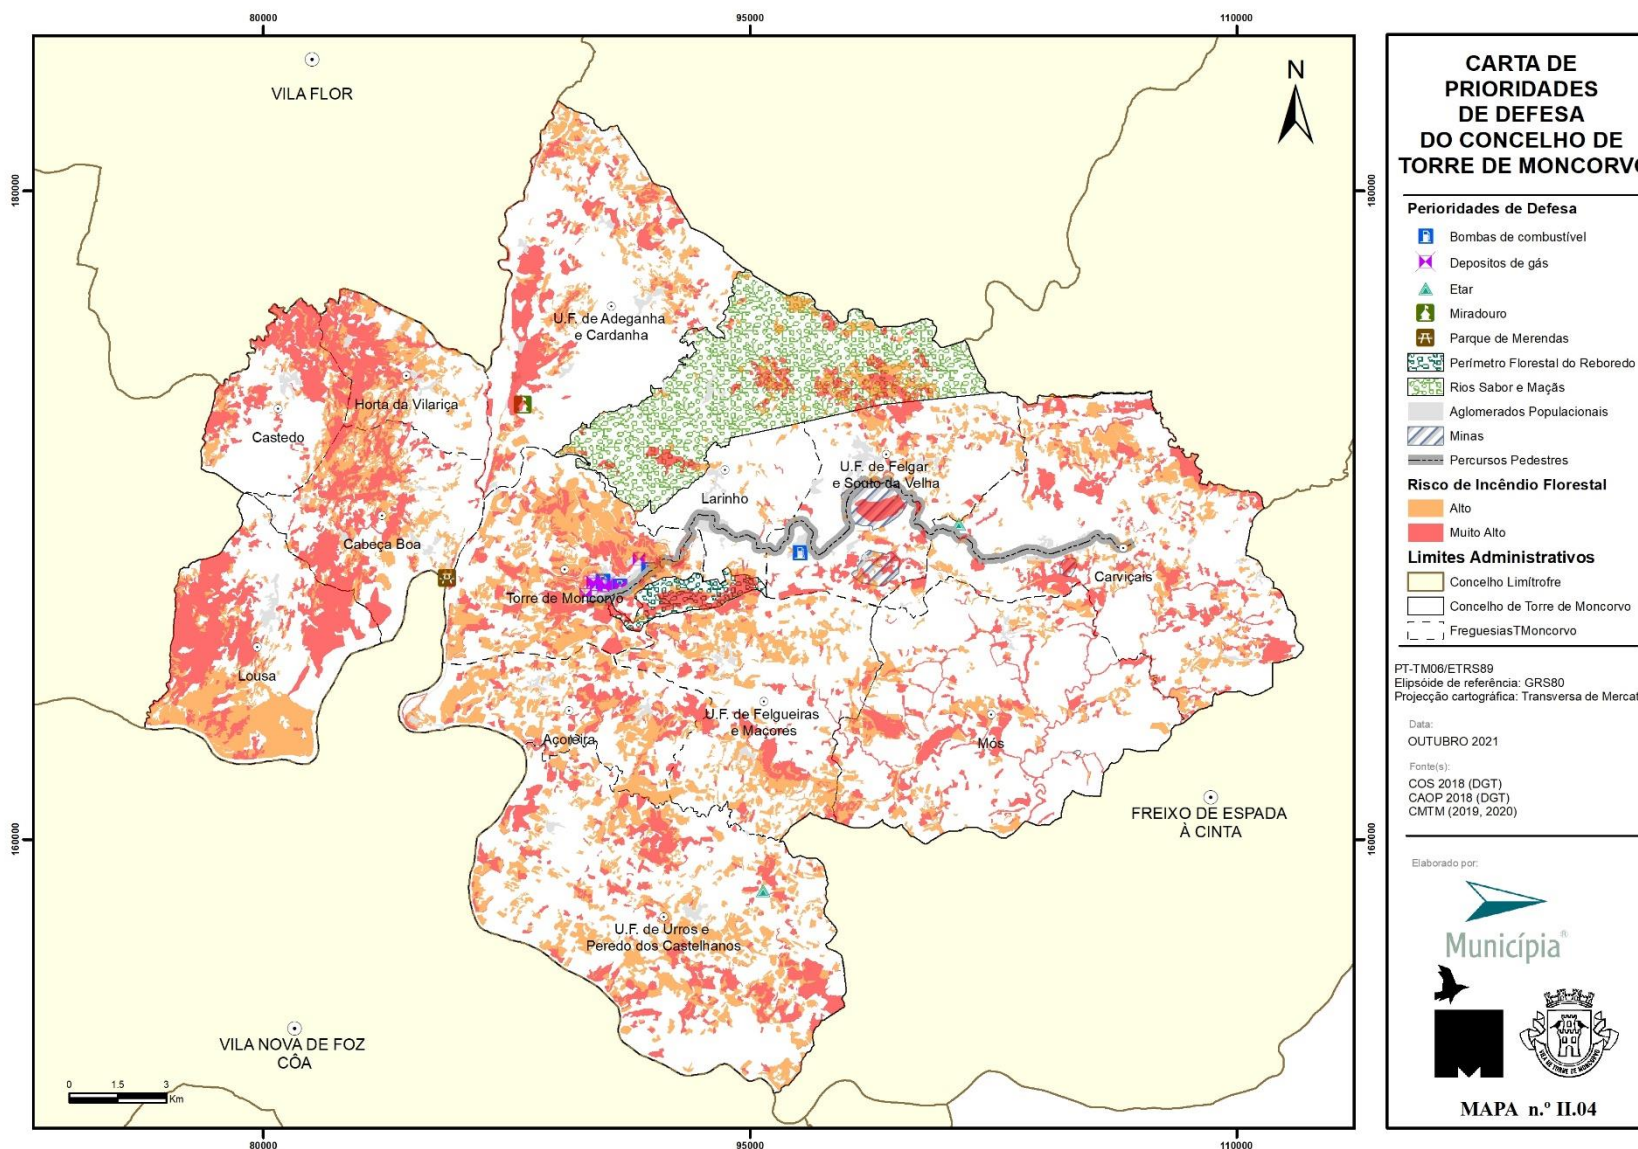 80000
95000
110000
180000
180000
160000
160000
80000
95000
110000
N
VILA FLOR
U.F. de Adeganha
e Cardanha
Horta da Vilariça
Castedo
Cabeça Boa
Larinho
U.F. de Felgar
e Souto da Velha
Carviçais
Torre de Moncorvo
Lousa
Açoreira
U.F. de Felgueiras
e Maçores
Mós
FREIXO DE ESPADA
À CINTA
U.F. de Urros e
Peredo dos Castelhanos
VILA NOVA DE FOZ
CÔA
0 1.5 3
Km
CARTA DE
PRIORIDADES
DE DEFESA
DO CONCELHO DE
TORRE DE MONCORVO
Perioridades de Defesa
Bombas de combustível
Depositos de gás
Etar
Miradouro
Parque de Merendas
Perímetro Florestal do Reboredo
Rios Sabor e Maçãs
Aglomerados Populacionais
Minas
Percursos Pedestres
Risco de Incêndio Florestal
Alto
Muito Alto
Limites Administrativos
Concelho Limítrofre
Concelho de Torre de Moncorvo
FreguesiasTMoncorvo
PT-TM06/ETRS89
Elipsóide de referência: GRS80
Projecção cartográfica: Transversa de Mercat
Data:
OUTUBRO 2021
Fonte(s):
COS 2018 (DGT)
CAOP 2018 (DGT)
CMTM (2019, 2020)
Elaborado por:
Município®
VILA DE TORRE DE MONCORVO
MAPA n.º II.04